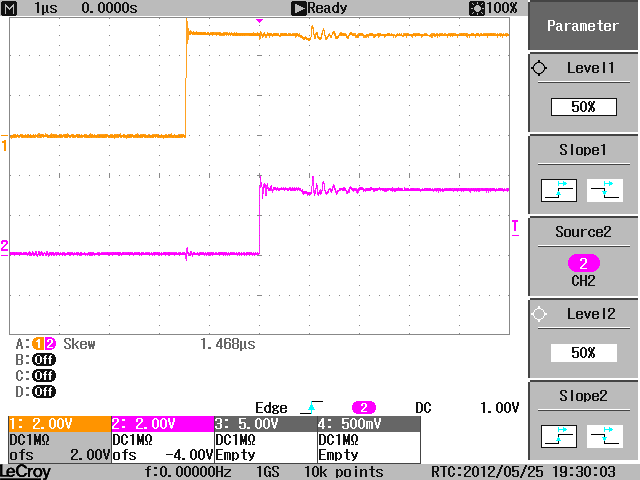 M 1µs 0.0000s Ready 100%
Parameter
Level1
50%
Slope1
Source2
2
CH2
Level2
50%
Slope2
1
2
T
A: 1 2 Skew 1.468µs
B: Off
C: Off
D: Off
Edge 2 DC 1.00V
1: 2.00V 2: 2.00V 3: 5.00V 4: 500mV
DC1MΩ DC1MΩ DC1MΩ DC1MΩ
ofs 2.00V ofs -4.00V Empty Empty
LeCroy f:0.00000Hz 1GS 10k points RTC:2012/05/25 19:30:03